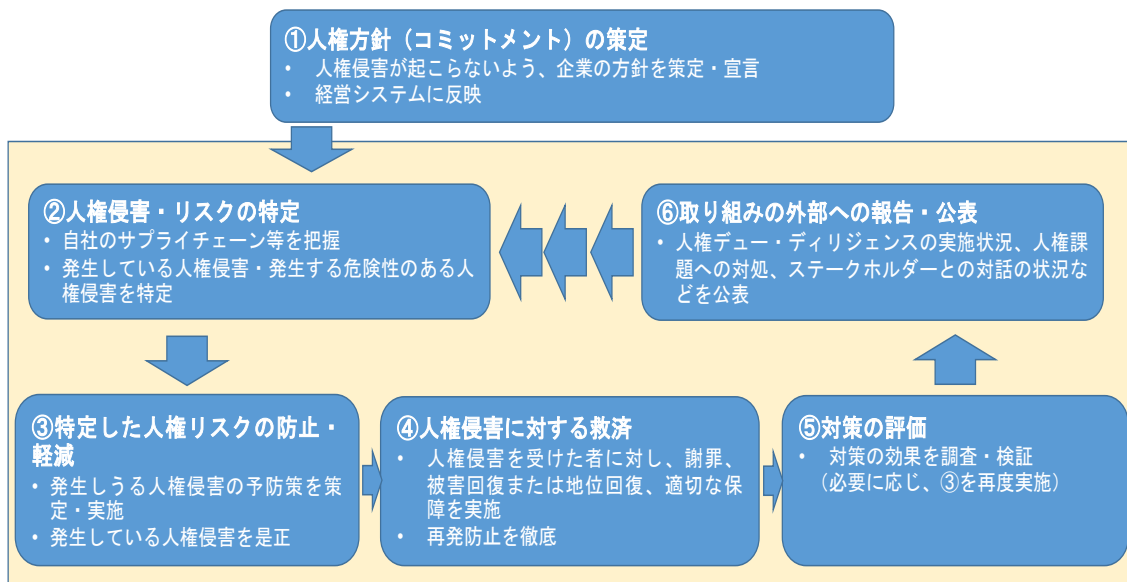 ①人権方針（コミットメント）の策定
• 人権侵害が起こらないよう、企業の方針を策定・宣言
• 経営システムに反映
②人権侵害・リスクの特定
• 自社のサプライチェーン等を把握
• 発生している人権侵害・発生する危険性のある人
権侵害を特定
③特定した人権リスクの防止・
軽減
• 発生しうる人権侵害の予防策を策
定・実施
• 発生している人権侵害を是正
④人権侵害に対する救済
• 人権侵害を受けた者に対し、謝罪、
被害回復または地位回復、適切な保
障を実施
• 再発防止を徹底
⑤対策の評価
• 対策の効果を調査・検証
（必要に応じ、③を再度実施）
⑥取り組みの外部への報告・公表
• 人権デュー・ディリジェンスの実施状況、人権課
題への対処、ステークホルダーとの対話の状況な
どを公表